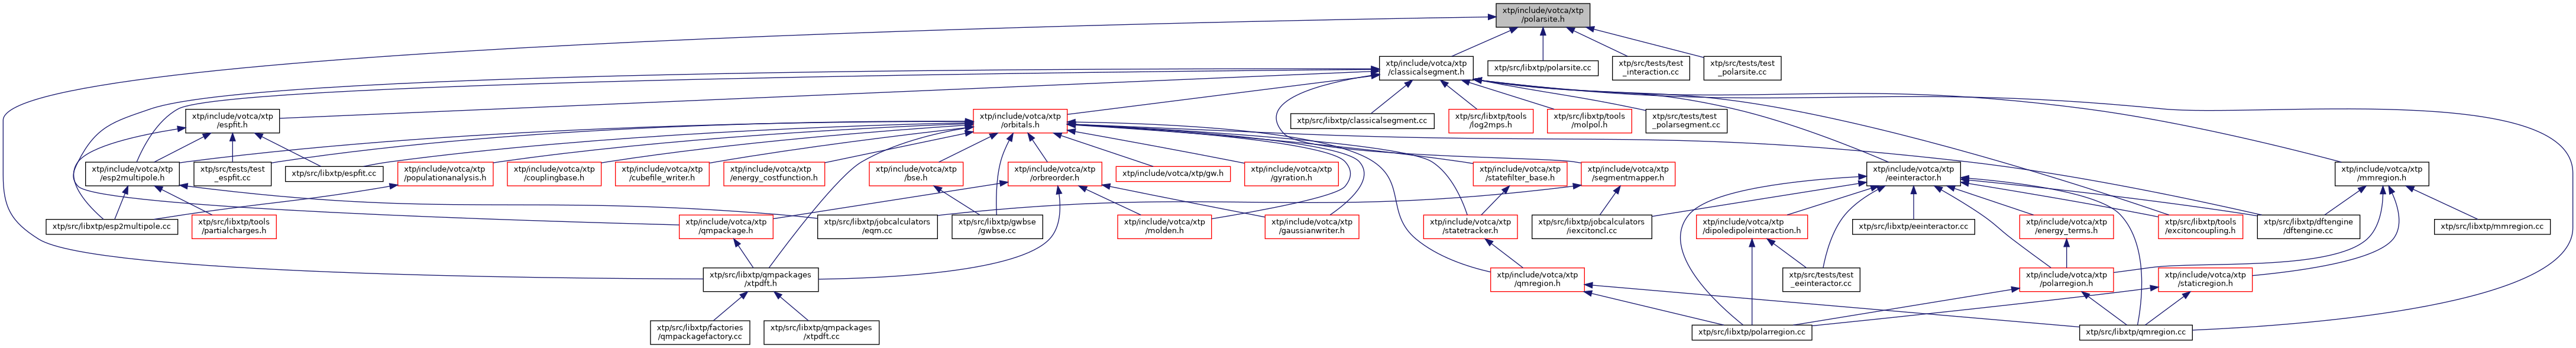 xtp/include/votca/xtp
/polarsite.h
xtp/include/votca/xtp
/classicalsegment.h
xtp/src/libxtp/polarsite.cc
xtp/src/tests/test
_interaction.cc
xtp/src/tests/test
_polarsite.cc
xtp/include/votca/xtp
/espfit.h
xtp/include/votca/xtp
/orbitals.h
xtp/src/libxtp/classicalsegment.cc
xtp/src/libxtp/tools
/log2mps.h
xtp/src/libxtp/tools
/molpol.h
xtp/src/tests/test
_polarsegment.cc
xtp/include/votca/xtp
/esp2multipole.h
xtp/src/tests/test
_espfit.cc
xtp/src/libxtp/espfit.cc
xtp/include/votca/xtp
/populationanalysis.h
xtp/include/votca/xtp
/couplingbase.h
xtp/include/votca/xtp
/cubefile_writer.h
xtp/include/votca/xtp
/energy_costfunction.h
xtp/include/votca/xtp
/bse.h
xtp/include/votca/xtp
/orbreorder.h
xtp/include/votca/xtp/gw.h
xtp/include/votca/xtp
/gyration.h
xtp/include/votca/xtp
/statefilter_base.h
xtp/include/votca/xtp
/segmentmapper.h
xtp/include/votca/xtp
/eeinteractor.h
xtp/include/votca/xtp
/mmregion.h
xtp/src/libxtp/esp2multipole.cc
xtp/src/libxtp/tools
/partialcharges.h
xtp/include/votca/xtp
/qmpackage.h
xtp/src/libxtp/jobcalculators
/eqm.cc
xtp/src/libxtp/gwbse
/gwbse.cc
xtp/include/votca/xtp
/molden.h
xtp/include/votca/xtp
/gaussianwriter.h
xtp/include/votca/xtp
/statetracker.h
xtp/src/libxtp/jobcalculators
/iexcitoncl.cc
xtp/include/votca/xtp
/dipoledipoleinteraction.h
xtp/src/libxtp/eeinteractor.cc
xtp/include/votca/xtp
/energy_terms.h
xtp/src/libxtp/tools
/excitoncoupling.h
xtp/src/libxtp/dftengine
/dftengine.cc
xtp/src/libxtp/mmregion.cc
xtp/src/libxtp/qmpackages
/xtpdft.h
xtp/include/votca/xtp
/qmregion.h
xtp/src/tests/test
_eeinteractor.cc
xtp/include/votca/xtp
/polarregion.h
xtp/include/votca/xtp
/staticregion.h
xtp/src/libxtp/factories
/qmpackagefactory.cc
xtp/src/libxtp/qmpackages
/xtpdft.cc
xtp/src/libxtp/polarregion.cc
xtp/src/libxtp/qmregion.cc